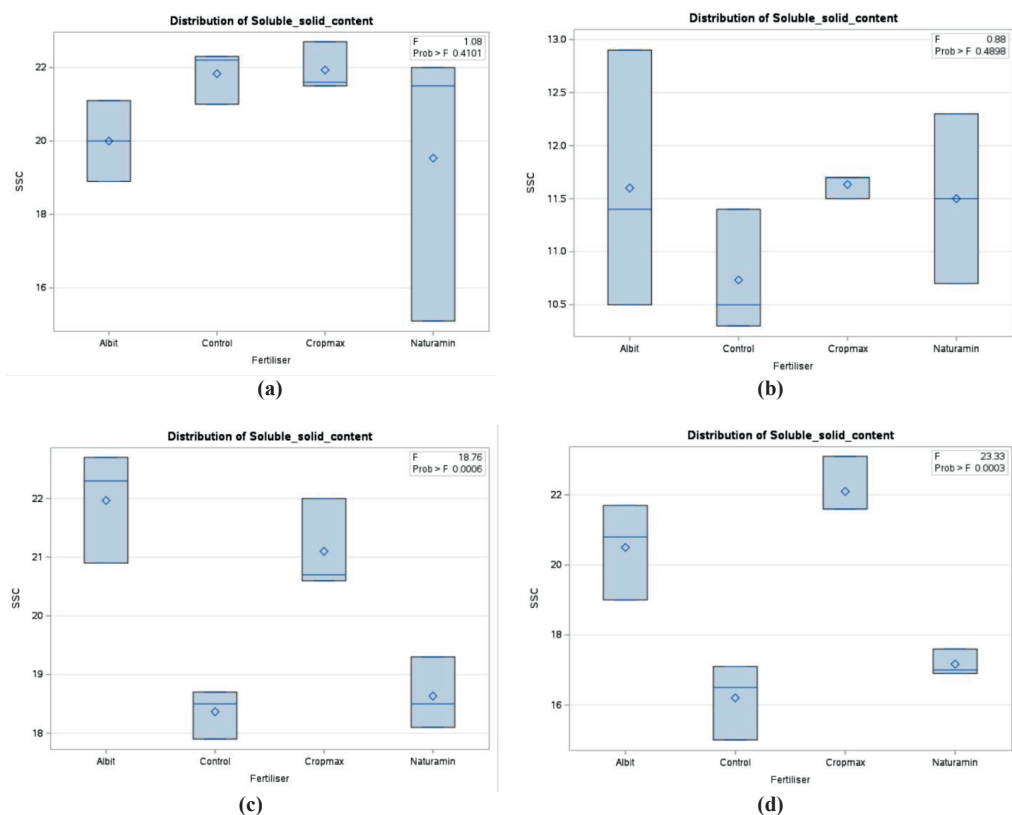 Distribution of Soluble_solid_content
F 1.08
Prob > F 0.4101
22
20
18
16
SSC
Albit Control Cropmax Naturamin
Fertiliser
(a)
Distribution of Soluble_solid_content
F 0.88
Prob > F 0.4898
13.0
12.5
12.0
11.5
11.0
10.5
SSC
Albit Control Cropmax Naturamin
Fertiliser
(b)
Distribution of Soluble_solid_content
F 18.76
Prob > F 0.0006
22
21
20
19
18
SSC
Albit Control Cropmax Naturamin
Fertiliser
(c)
Distribution of Soluble_solid_content
F 23.33
Prob > F 0.0003
22
20
18
16
SSC
Albit Control Cropmax Naturamin
Fertiliser
(d)